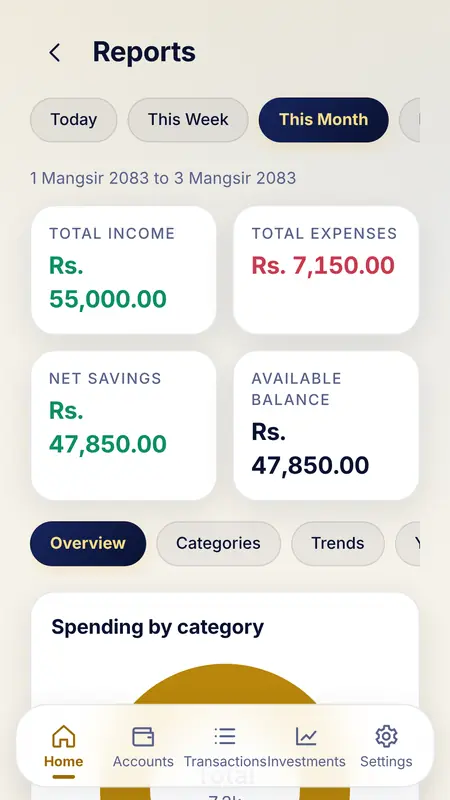 Reports
Today
This Week
This Month
1 Mangsir 2083 to 3 Mangsir 2083
TOTAL INCOME
Rs.
55,000.00
TOTAL EXPENSES
Rs. 7,150.00
NET SAVINGS
Rs.
47,850.00
AVAILABLE
BALANCE
Rs.
47,850.00
Overview
Categories
Trends
Spending by category
Home
Accounts
Transactions
Investments
Settings
Total